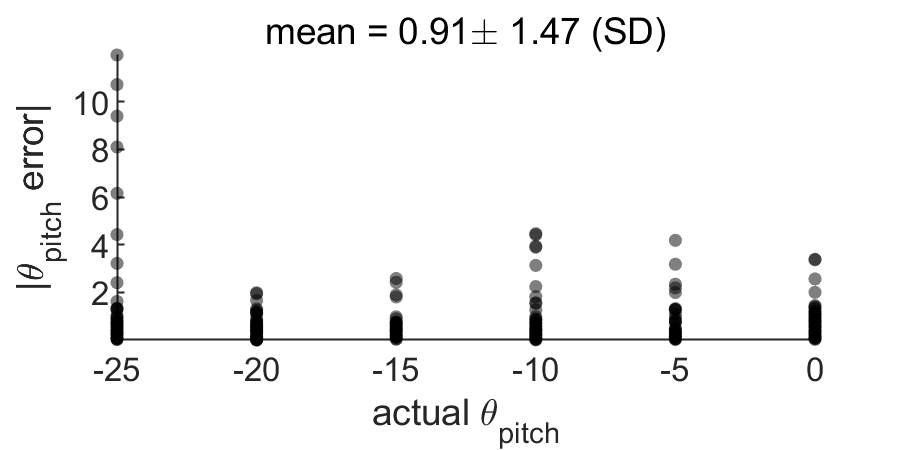 mean = 0.91± 1.47 (SD)
|θpitch error|
10
8
6
4
2
-25 -20 -15 -10 -5 0
actual θpitch